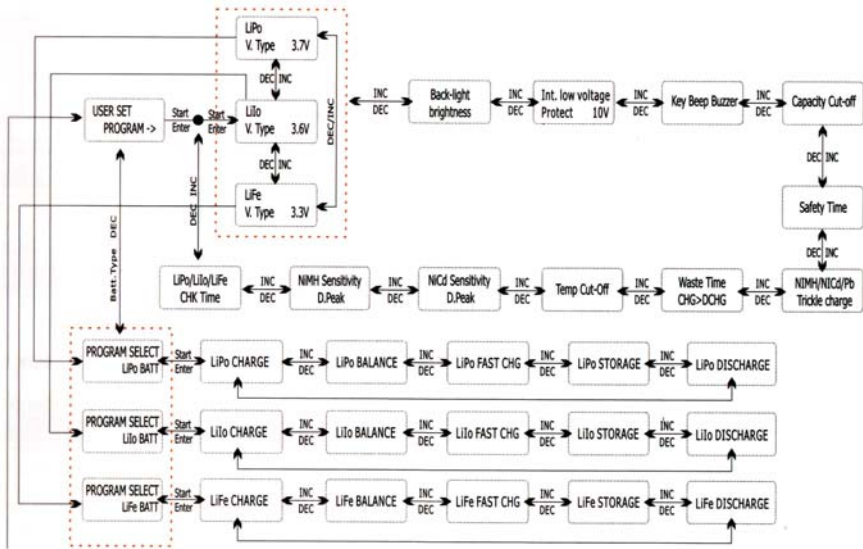 LiPo
V. Type 3.7V
DEC INC
USER SET
PROGRAM ->
Start
Enter
Start
Enter
LiIo
V. Type 3.6V
DEC INC
LiFe
V. Type 3.3V
DEC/INC
INC
DEC
Back-light
brightness
INC
DEC
Int. low voltage
Protect 10V
INC
DEC
Key Beep Buzzer
INC
DEC
Capacity Cut-off
DEC INC
Safety Time
DEC INC
Batt.Type DEC
DEC INC
LiPo/LiIo/LiFe
CHK Time
INC
DEC
NiMH Sensitivity
D.Peak
INC
DEC
NiCd Sensitivity
D.Peak
INC
DEC
Temp Cut-Off
INC
DEC
Waste Time
CHG>DCHG
INC
DEC
NIMH/NICd/Pb
Trickle charge
PROGRAM SELECT
LiPo BATT
Start
Enter
LiPo CHARGE
INC
DEC
LiPo BALANCE
INC
DEC
LiPo FAST CHG
INC
DEC
LiPo STORAGE
INC
DEC
LiPo DISCHARGE
PROGRAM SELECT
LiIo BATT
Start
Enter
LiIo CHARGE
INC
DEC
LiIo BALANCE
INC
DEC
LiIo FAST CHG
INC
DEC
LiIo STORAGE
INC
DEC
LiIo DISCHARGE
PROGRAM SELECT
LiFe BATT
Start
Enter
LiFe CHARGE
INC
DEC
LiFe BALANCE
INC
DEC
LiFe FAST CHG
INC
DEC
LiFe STORAGE
INC
DEC
LiFe DISCHARGE